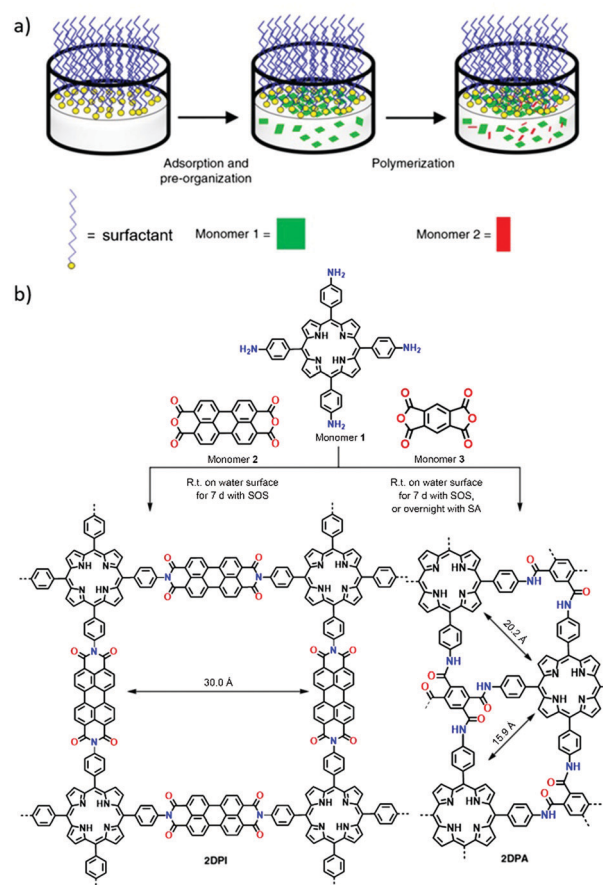 a)
Adsorption and
pre-organization
Polymerization
= surfactant
Monomer 1 =
Monomer 2 =
b)
NH₂
H₂N
NH₂
N HN
NH N
NH₂
O O O
O O O
Monomer 2
Monomer 1
O O O
O O O
Monomer 3
R.t. on water surface
for 7 d with SOS
R.t. on water surface
for 7 d with SOS,
or overnight with SA
30.0 Å
20.2 Å
15.9 Å
2DPI
2DPA